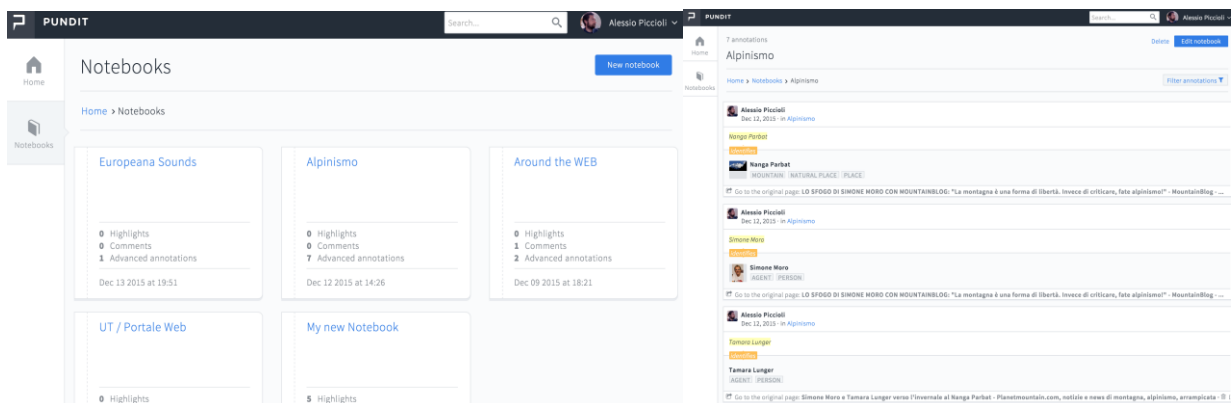 PUNDIT
Search...
Alessio Piccioli
Home
Notebooks
Notebooks
New notebook
Home > Notebooks
Europeana Sounds
0 Highlights
0 Comments
1 Advanced annotations
Dec 13 2015 at 19:51
Alpinismo
0 Highlights
0 Comments
7 Advanced annotations
Dec 12 2015 at 14:26
Around the WEB
0 Highlights
1 Comments
2 Advanced annotations
Dec 09 2015 at 18:21
UT / Portale Web
0 Highlights
My new Notebook
5 Highlights
PUNDIT
Search...
Alessio Piccioli
Home
Notebooks
7 annotations
Alpinismo
Delete
Edit notebook
Home > Notebooks > Alpinismo
Filter annotations
Alessio Piccioli
Dec 12, 2015 - in Alpinismo
Nanga Parbat
identifies
Nanga Parbat
MOUNTAIN NATURAL PLACE PLACE
Go to the original page: LO SFOGO DI SIMONE MORO CON MOUNTAINBLOG: "La montagna è una forma di libertà. Invece di criticare, fate alpinismo!" - MountainBlog - ...
Alessio Piccioli
Dec 12, 2015 - in Alpinismo
Simone Moro
identifies
Simone Moro
AGENT PERSON
Go to the original page: LO SFOGO DI SIMONE MORO CON MOUNTAINBLOG: "La montagna è una forma di libertà. Invece di criticare, fate alpinismo!" - MountainBlog - ...
Alessio Piccioli
Dec 12, 2015 - in Alpinismo
Tamara Lunger
identifies
Tamara Lunger
AGENT PERSON
Go to the original page: Simone Moro e Tamara Lunger verso l'invernale al Nanga Parbat - Planetmountain.com, notizie e news di montagna, alpinismo, arrampicata -